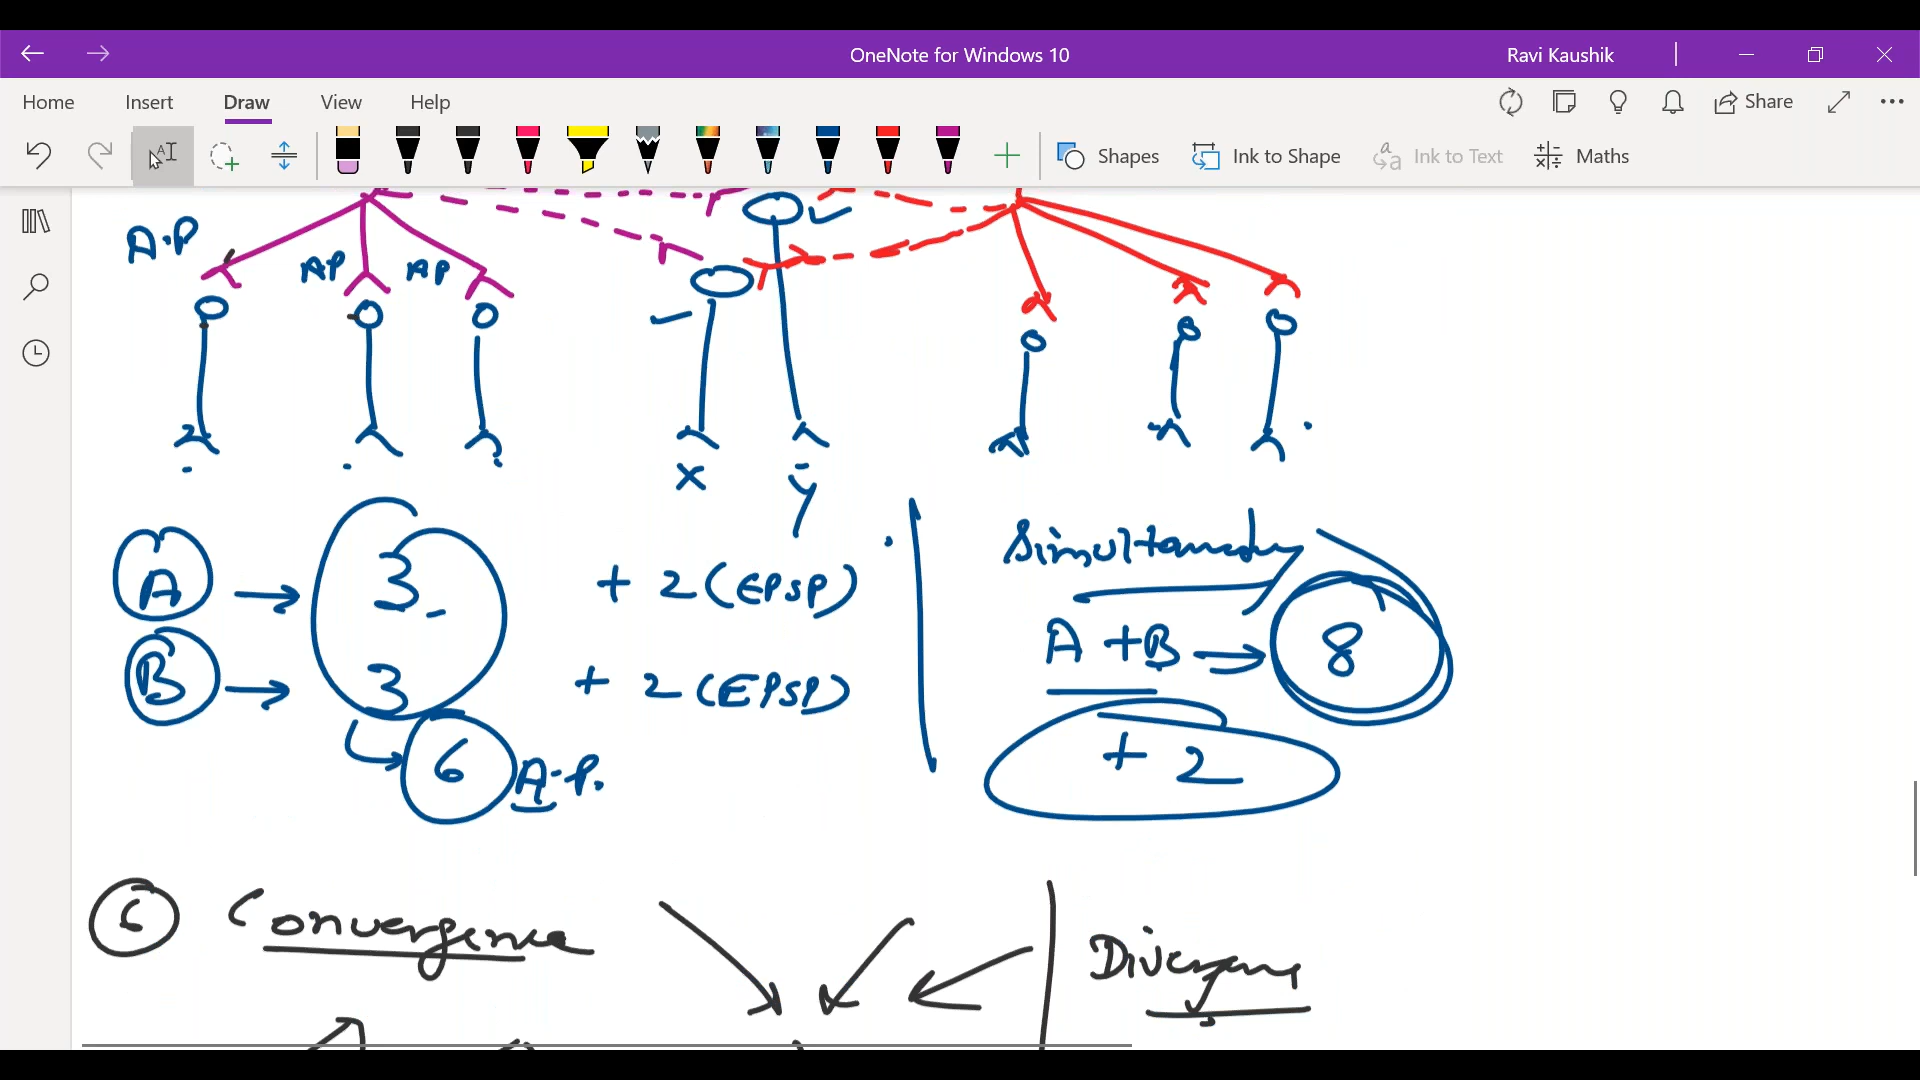 OneNote for Windows 10
Ravi Kaushik
Home Insert Draw View Help
Share
Shapes Ink to Shape Ink to Text Maths
A.P
AP AP
x y
A → 3 + 2 (EPSP)
B → 3 + 2 (EPSP)
6 A.P.
A + B → 8
+ 2
6 Convergence